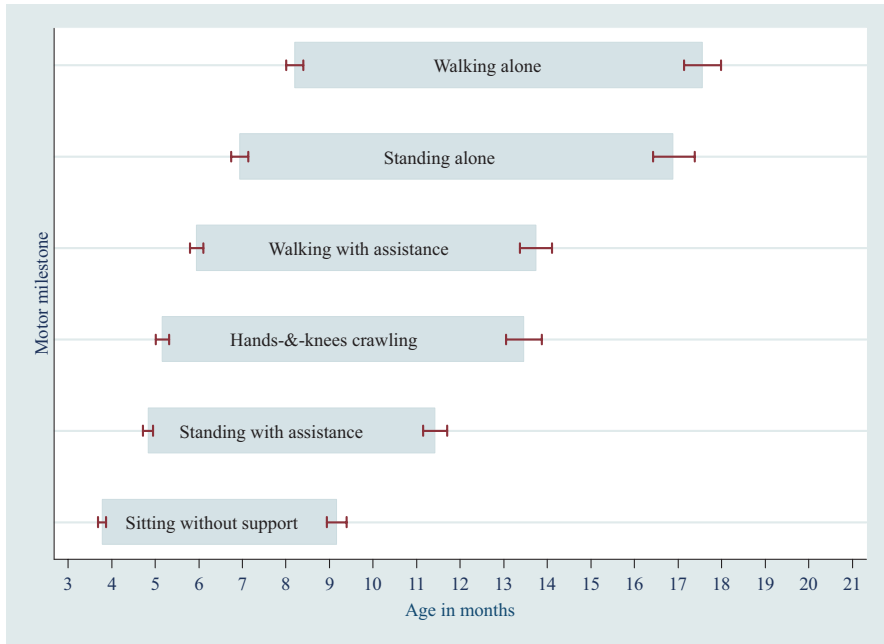 Walking alone
Standing alone
Walking with assistance
Hands-&-knees crawling
Standing with assistance
Sitting without support
Motor milestone
3 4 5 6 7 8 9 10 11 12 13 14 15 16 17 18 19 20 21
Age in months